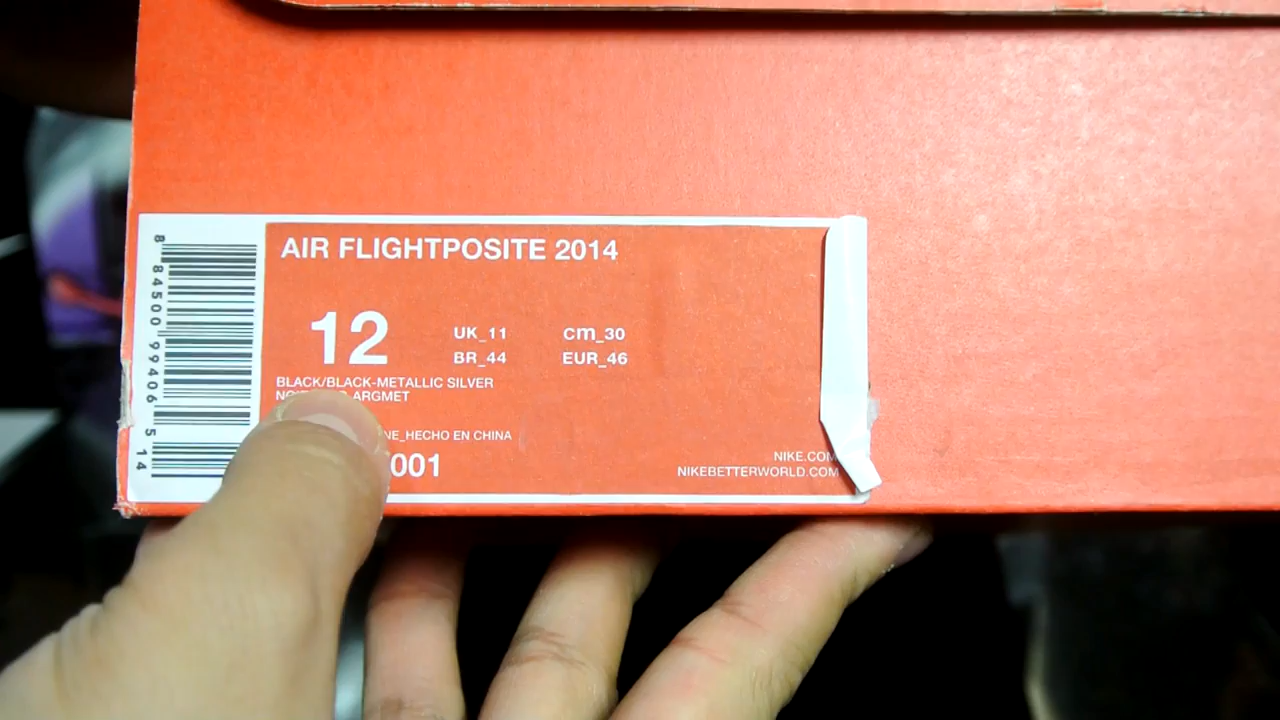 AIR FLIGHTPOSITE 2014
12
UK_11 cm_30
BR_44 EUR_46
BLACK/BLACK-METALLIC SILVER
ARGMET
HECHO EN CHINA
001
NIKE.COM
NIKEBETTERWORLD.COM
8 84500 99406 5 14